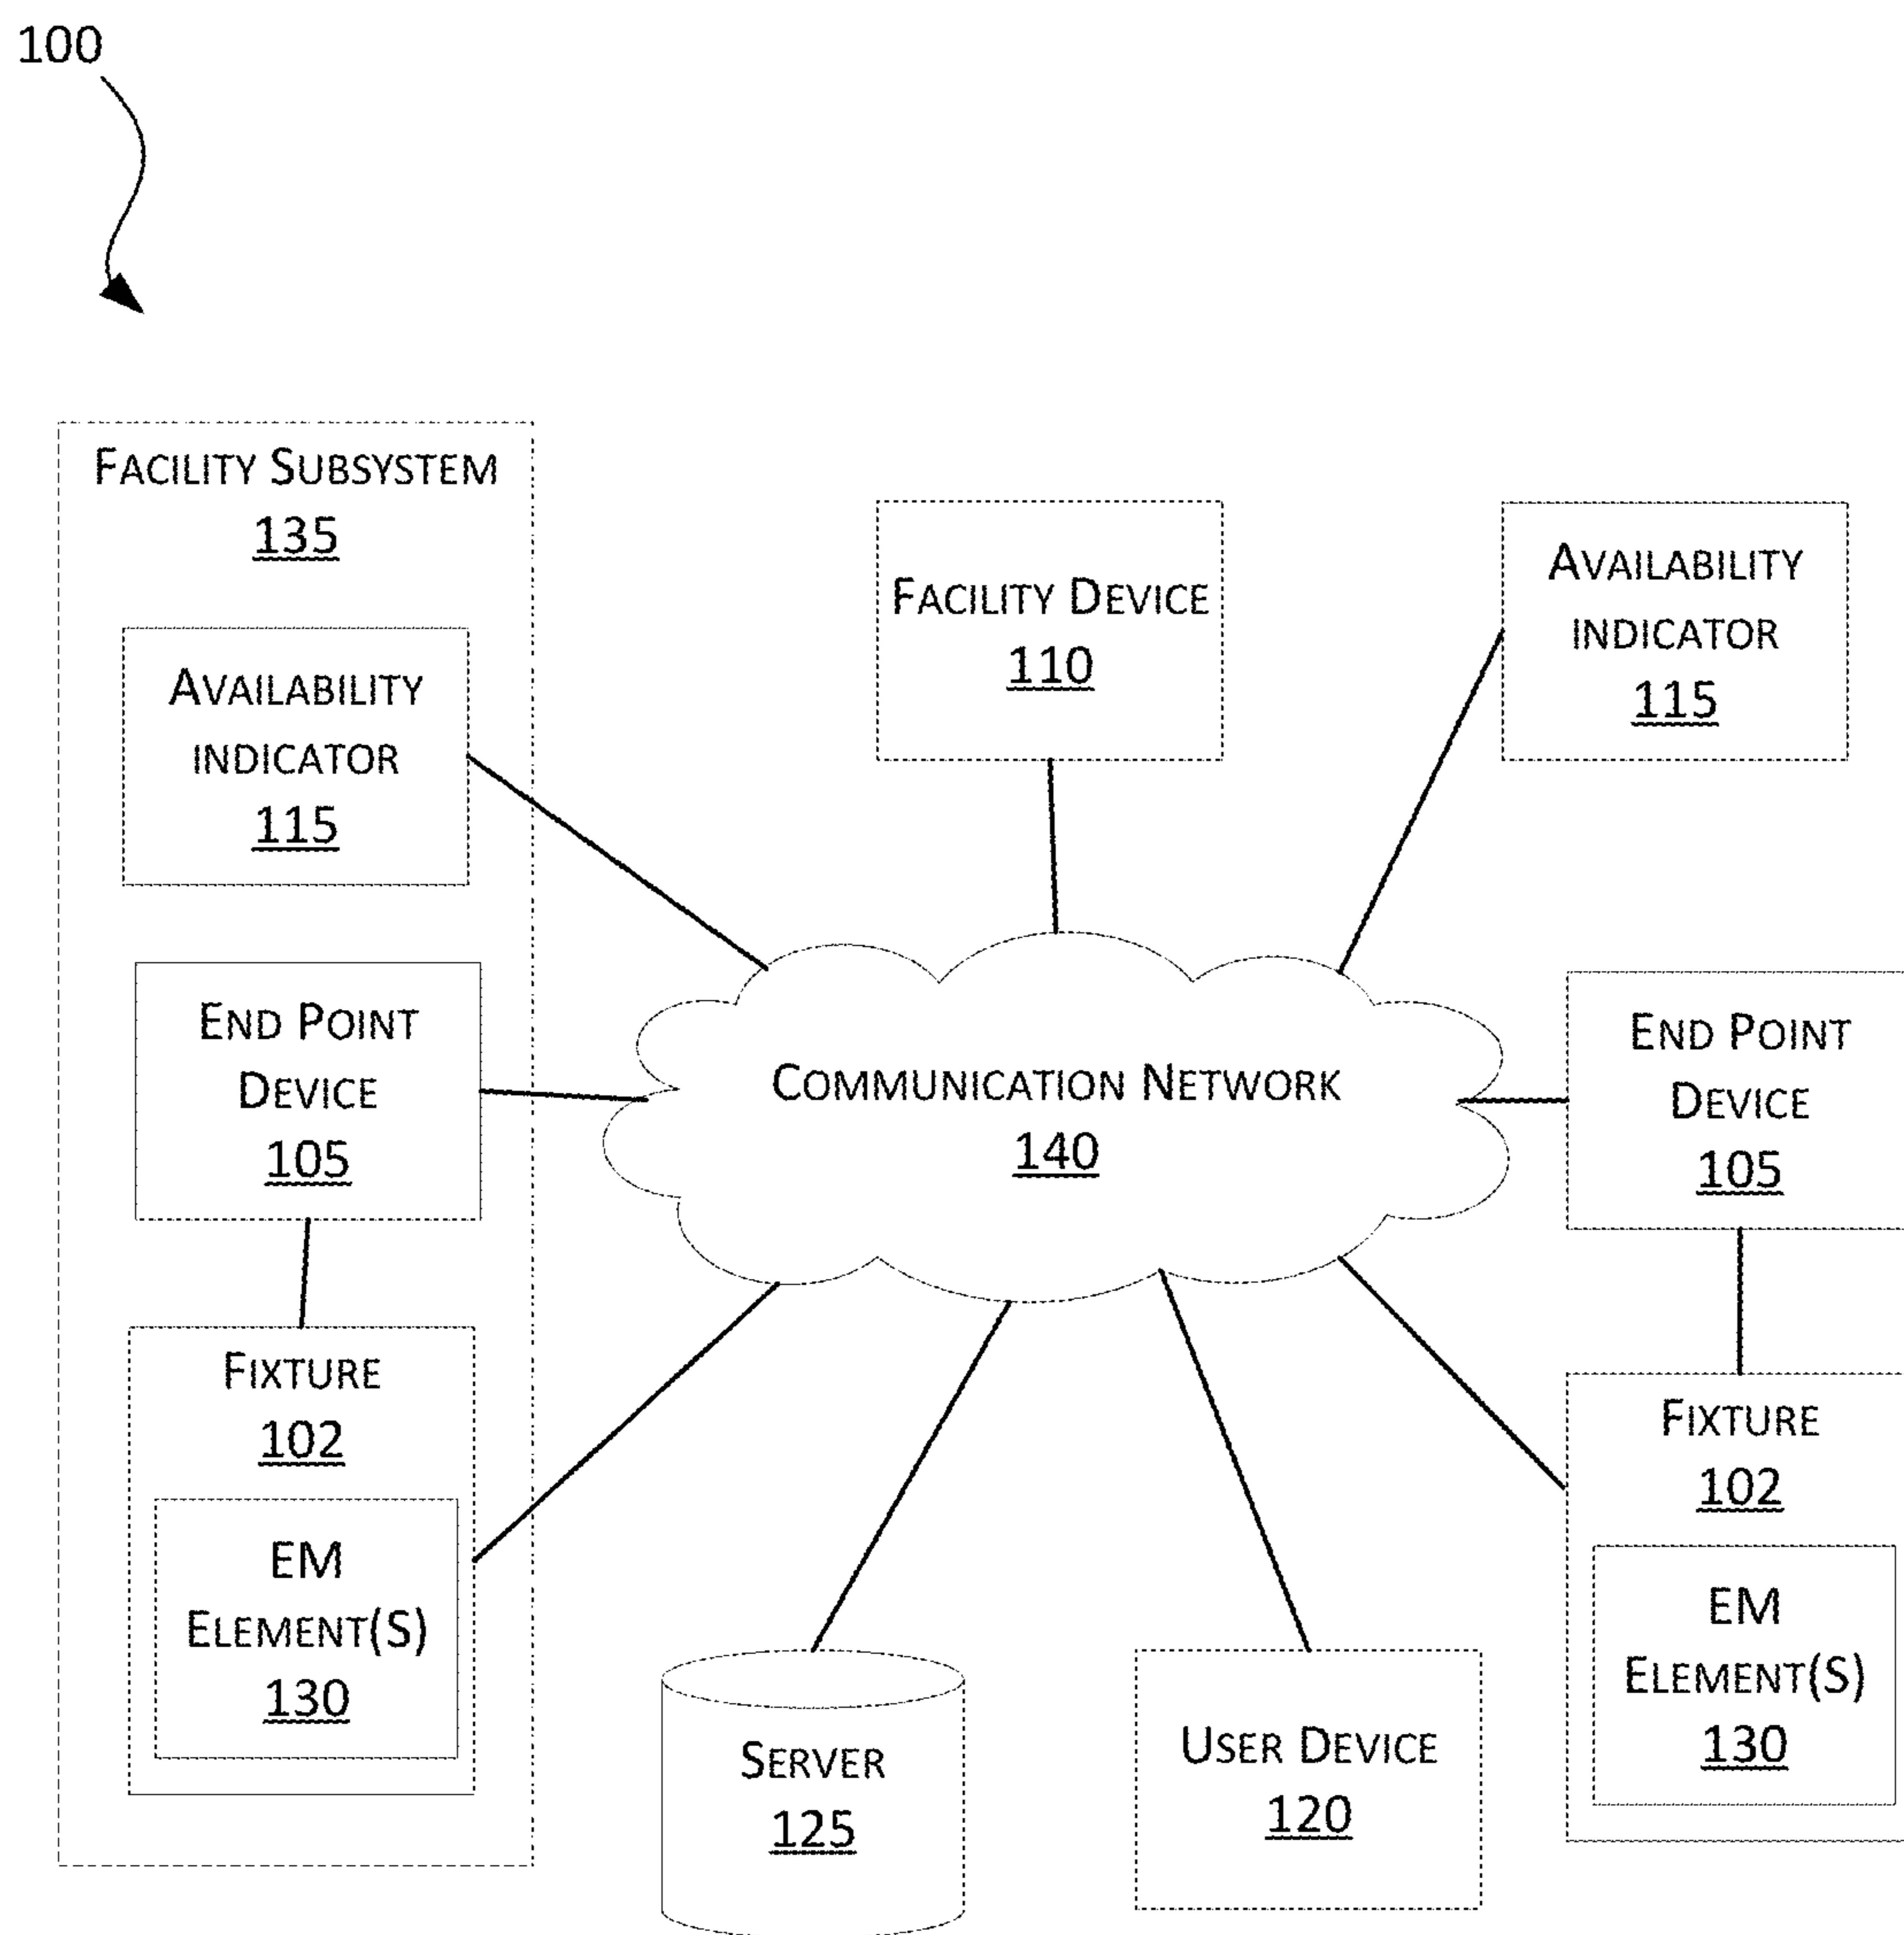 100
FACILITY SUBSYSTEM
135
AVAILABILITY
INDICATOR
115
END POINT
DEVICE
105
FIXTURE
102
EM
ELEMENT(S)
130
FACILITY DEVICE
110
AVAILABILITY
INDICATOR
115
COMMUNICATION NETWORK
140
END POINT
DEVICE
105
FIXTURE
102
EM
ELEMENT(S)
130
SERVER
125
USER DEVICE
120